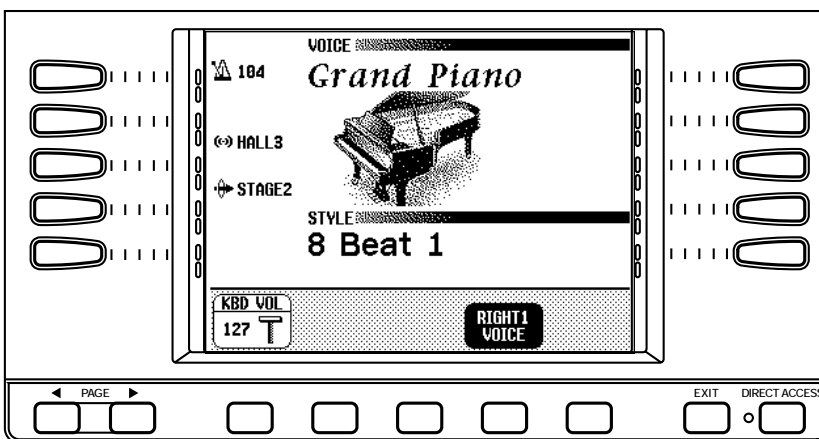 VOICE
104
Grand Piano
HALL3
STAGE2
STYLE
8 Beat 1
KBD VOL
127
RIGHT1
VOICE
PAGE
EXIT
DIRECT ACCESS